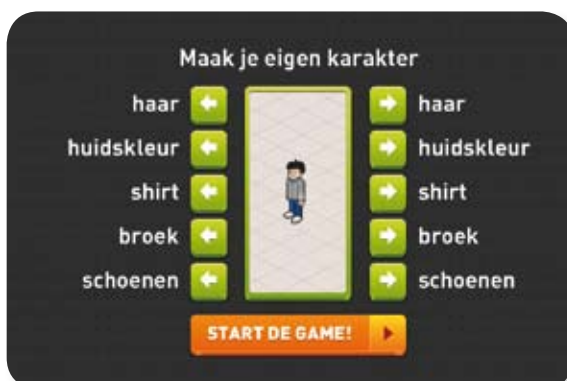 Maak je eigen karakter
haar haar
huidskleur huidskleur
shirt shirt
broek broek
schoenen schoenen
START DE GAME!